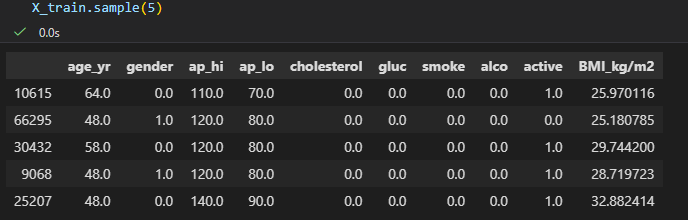 X_train.sample(5)
0.0s
age_yr gender ap_hi ap_lo cholesterol gluc smoke alco active BMI_kg/m2
10615 64.0 0.0 110.0 70.0 0.0 0.0 0.0 0.0 1.0 25.970116
66295 48.0 1.0 120.0 80.0 0.0 0.0 0.0 0.0 0.0 25.180785
30432 58.0 0.0 120.0 80.0 0.0 0.0 0.0 0.0 1.0 29.744200
9068 48.0 1.0 120.0 80.0 0.0 0.0 0.0 0.0 1.0 28.719723
25207 48.0 0.0 140.0 90.0 0.0 0.0 0.0 0.0 1.0 32.882414